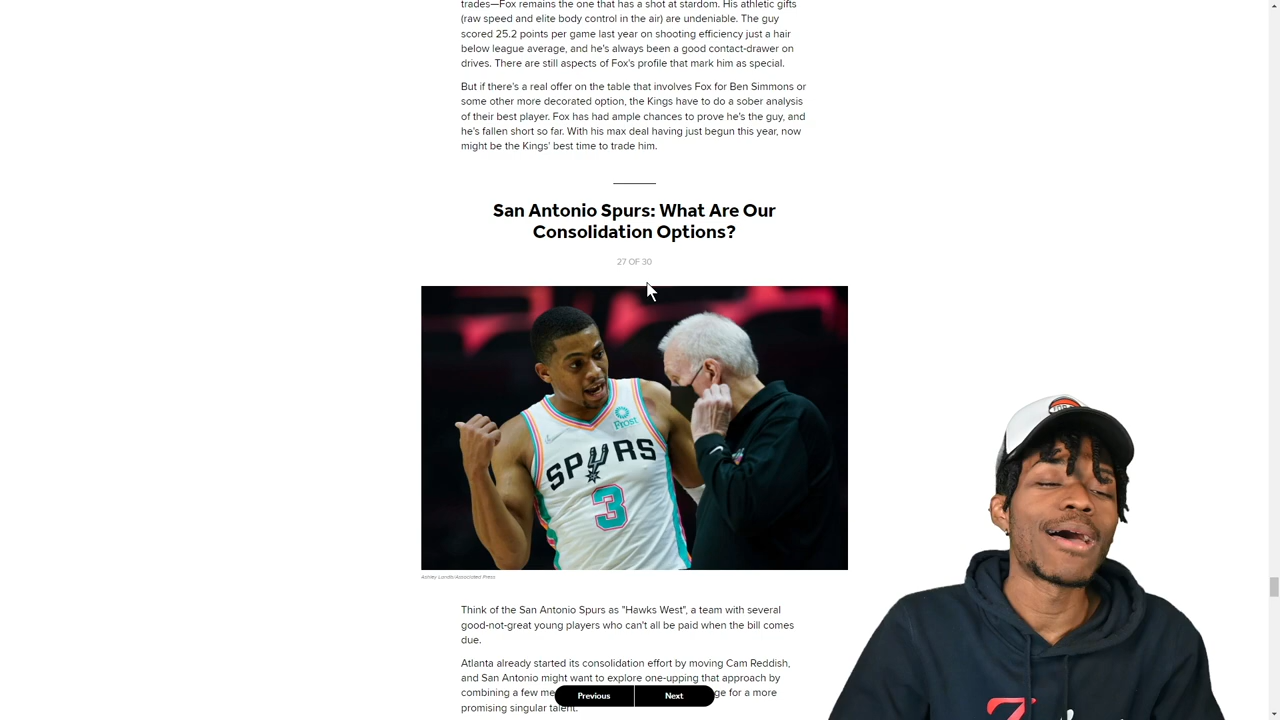 trades—Fox remains the one that has a shot at stardom. His athletic gifts
(raw speed and elite body control in the air) are undeniable. The guy
scored 25.2 points per game last year on shooting efficiency just a hair
below league average, and he's always been a good contact-drawer on
drives. There are still aspects of Fox's profile that mark him as special.
But if there's a real offer on the table that involves Fox for Ben Simmons or
some other more decorated option, the Kings have to do a sober analysis
of their best player. Fox has had ample chances to prove he's the guy, and
he's fallen short so far. With his max deal having just begun this year, now
might be the Kings' best time to trade him.
San Antonio Spurs: What Are Our
Consolidation Options?
27 OF 30
Frost
SPURS
3
Ashley Landis/Associated Press
Think of the San Antonio Spurs as "Hawks West", a team with several
good-not-great young players who can't all be paid when the bill comes
due.
Atlanta already started its consolidation effort by moving Cam Reddish,
and San Antonio might want to explore one-upping that approach by
combining a few me
ge for a more
promising singular talent.
Previous
Next